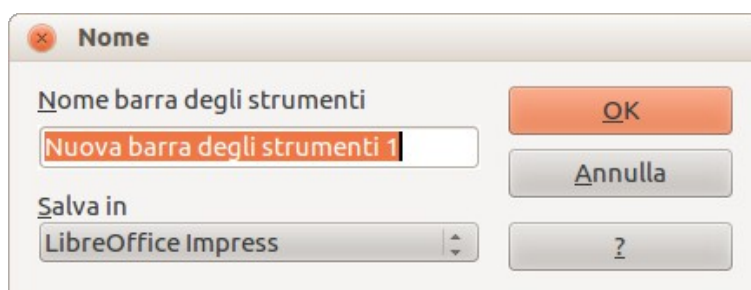 Nome
Nome barra degli strumenti
OK
Nuova barra degli strumenti 1
Annulla
Salva in
LibreOffice Impress
?